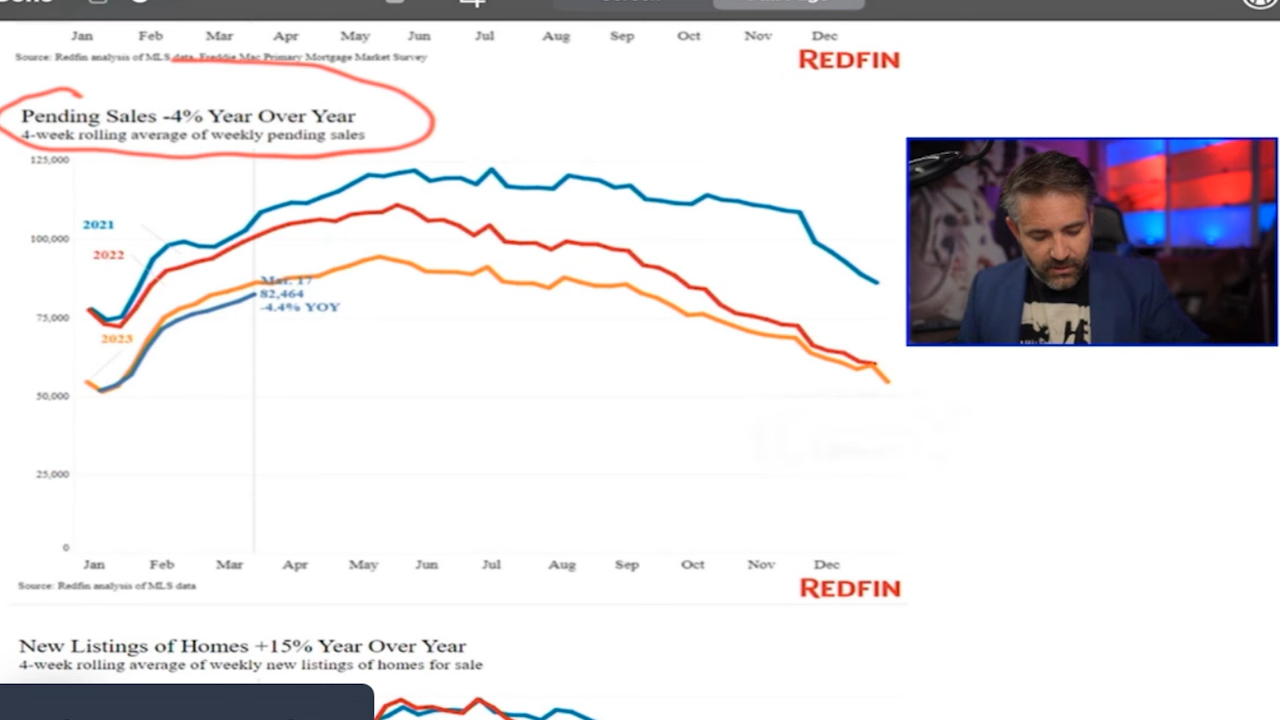 Jan Feb Mar Apr May Jun Jul Aug Sep Oct Nov Dec
Source: Redfin analysis of MLS data, Freddie Mac Primary Mortgage Market Survey
REDFIN
Pending Sales -4% Year Over Year
4-week rolling average of weekly pending sales
125,000
2021
100,000
2022
Mar. 17
82,464
-4.4% YOY
75,000
2023
50,000
25,000
0
Jan Feb Mar Apr May Jun Jul Aug Sep Oct Nov Dec
Source: Redfin analysis of MLS data
REDFIN
New Listings of Homes +15% Year Over Year
4-week rolling average of weekly new listings of homes for sale